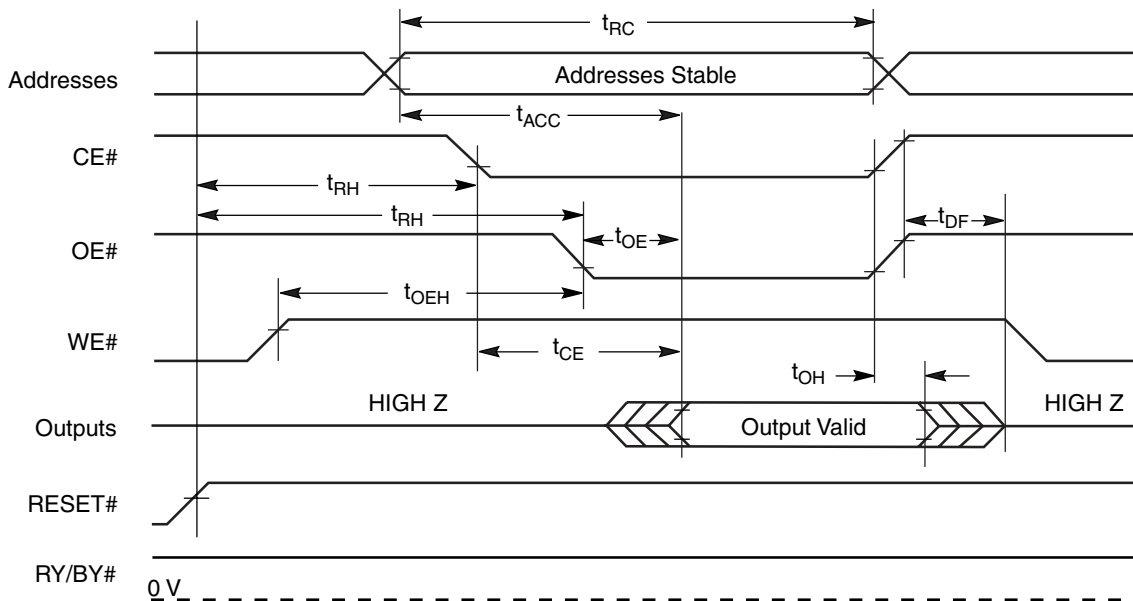 tRC
Addresses
Addresses Stable
tACC
CE#
tRH
tRH
tDF
OE#
tOE
tOEH
WE#
tCE
tOH
HIGH Z
HIGH Z
Outputs
Output Valid
RESET#
RY/BY#
0 V